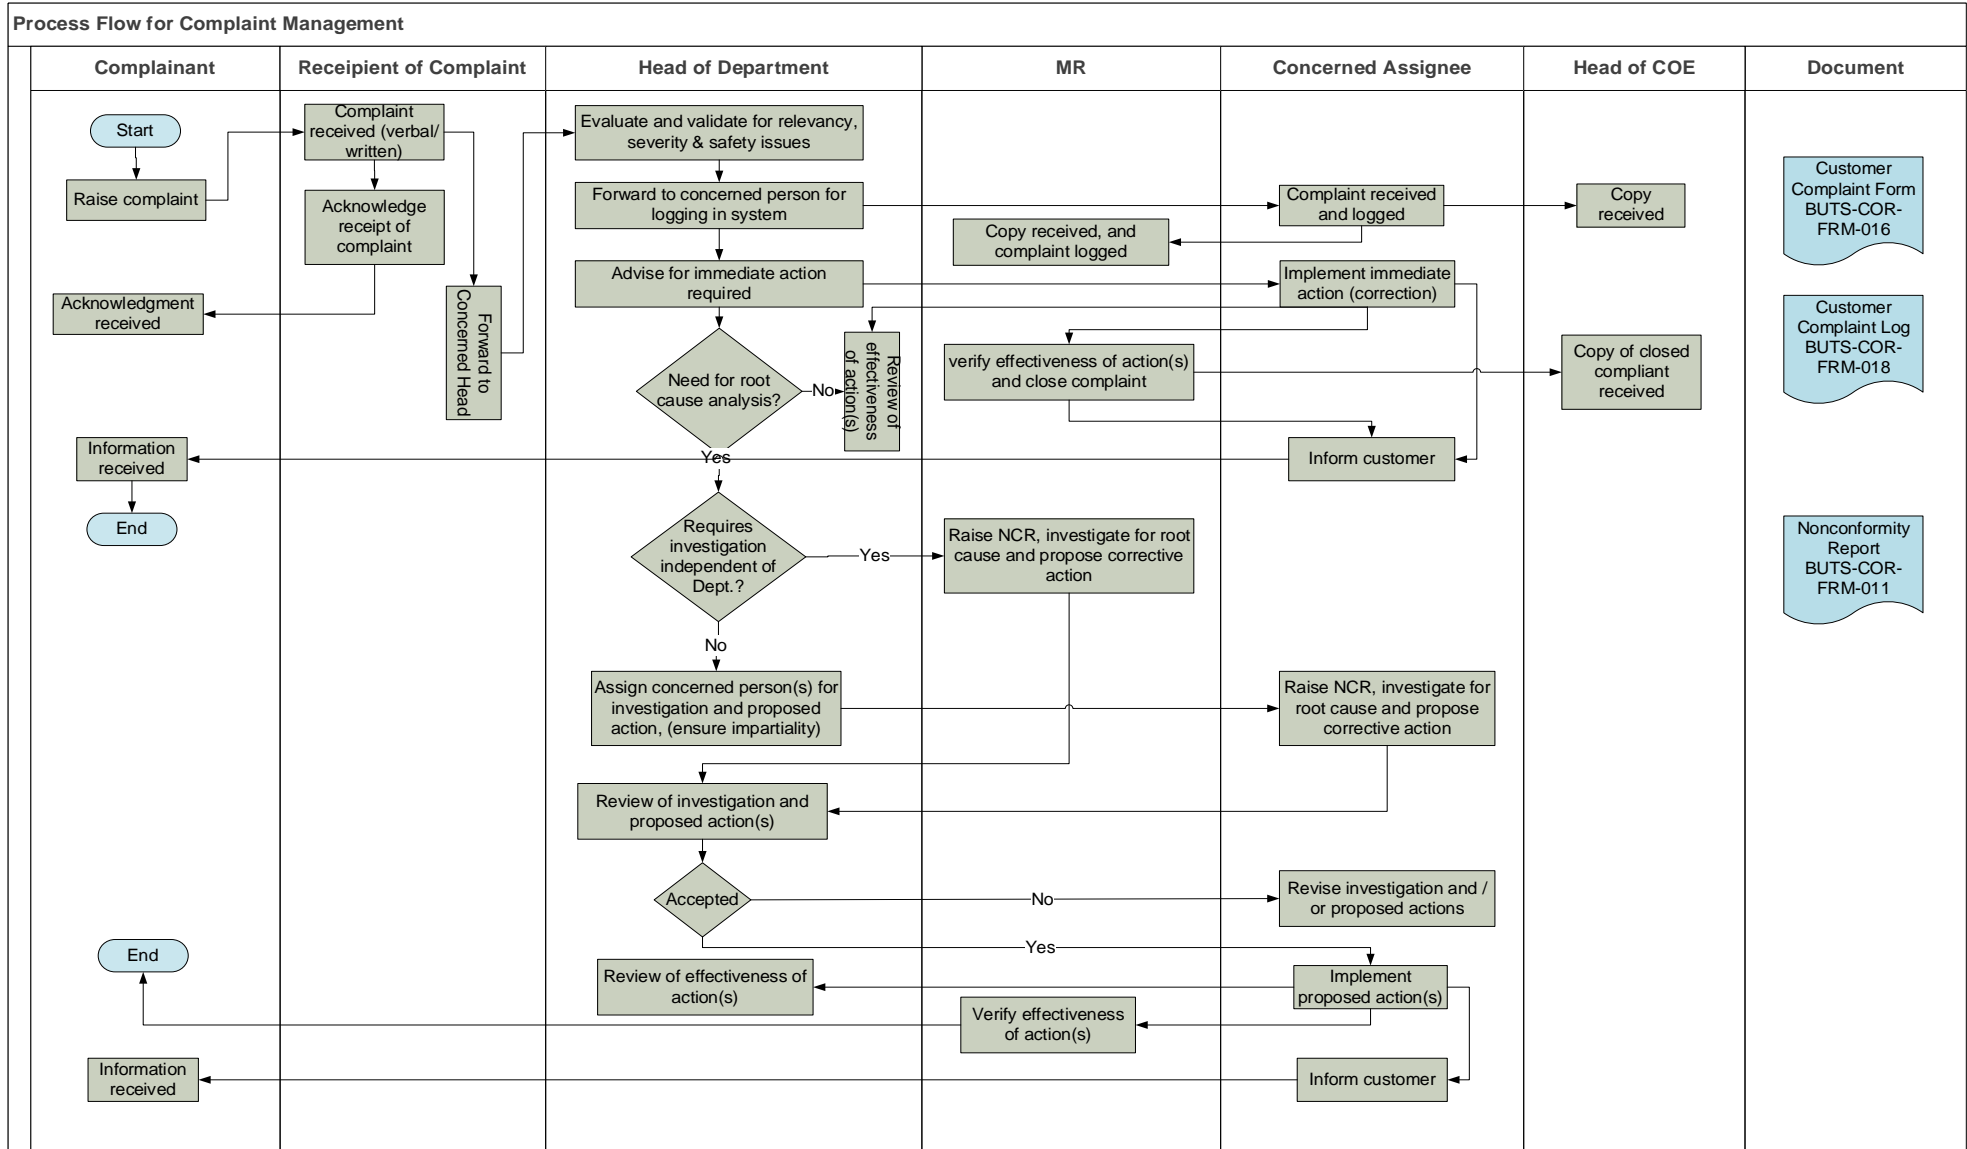 Process Flow for Complaint Management
Complainant
Receipient of Complaint
Head of Department
MR
Concerned Assignee
Head of COE
Document
Start
Raise complaint
Complaint
received (verbal/
written)
Acknowledge
receipt of
complaint
Acknowledgment
received
Forward to
Concerned Head
Evaluate and validate for relevancy,
severity & safety issues
Forward to concerned person for
logging in system
Complaint received
and logged
Copy
received
Copy received, and
complaint logged
Advise for immediate action
required
Implement immediate
action (correction)
Need for root
cause analysis?
No
Review of
effectiveness
of action(s)
verify effectiveness of action(s)
and close complaint
Copy of closed
compliant
received
Inform customer
Information
received
End
Yes
Requires
investigation
independent of
Dept.?
Yes
Raise NCR, investigate for root
cause and propose corrective
action
No
Assign concerned person(s) for
investigation and proposed
action, (ensure impartiality)
Raise NCR, investigate for
root cause and propose
corrective action
Review of investigation and
proposed action(s)
Accepted
No
Revise investigation and /
or proposed actions
Yes
Implement
proposed action(s)
Review of effectiveness of
action(s)
Verify effectiveness
of action(s)
End
Inform customer
Information
received
Customer
Complaint Form
BUTS-COR-
FRM-016
Customer
Complaint Log
BUTS-COR-
FRM-018
Nonconformity
Report
BUTS-COR-
FRM-011